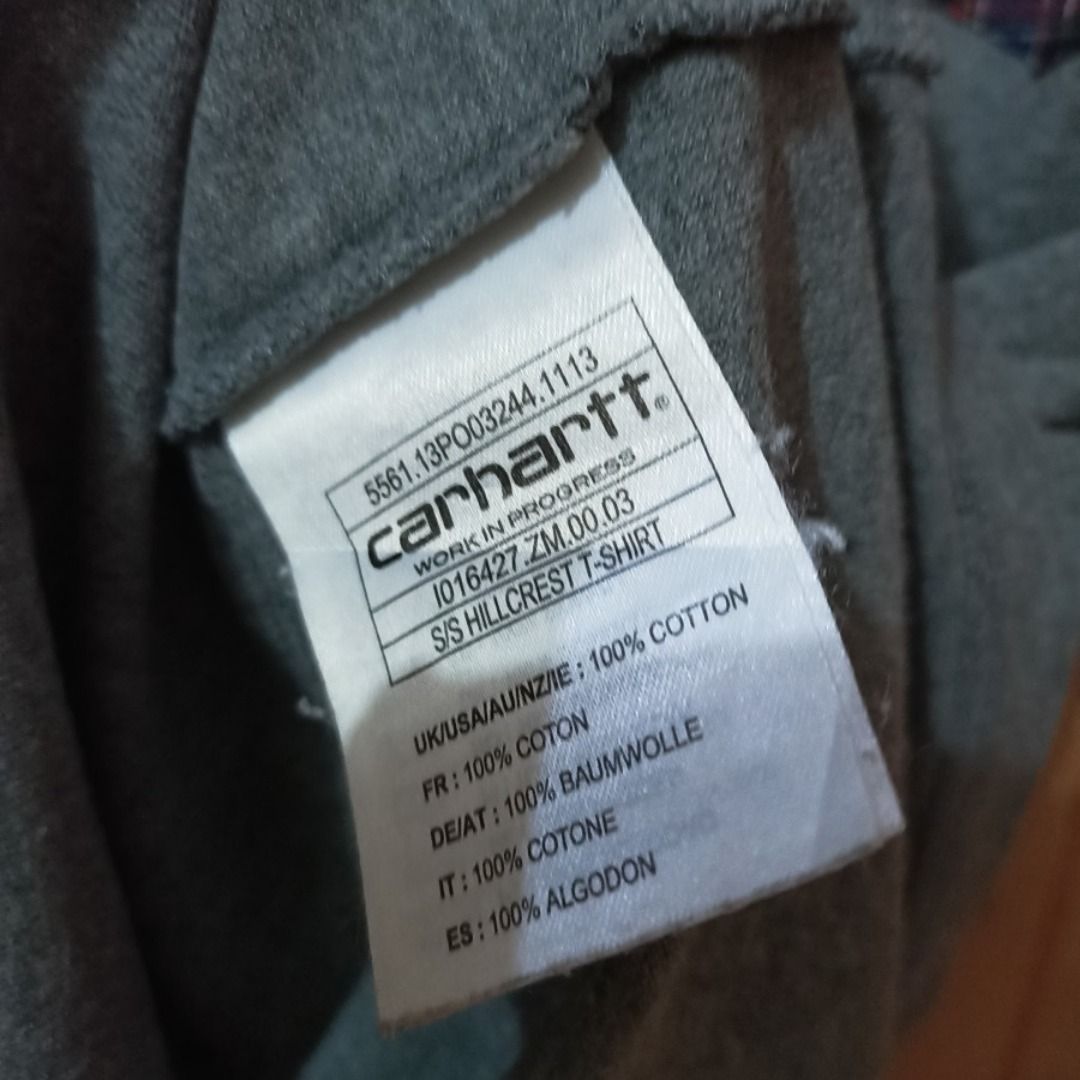 5561.13PO03244.1113
carhartt®
WORK IN PROGRESS
I016427.ZM.00.03
S/S HILLCREST T-SHIRT
UK/USA/AU/NZ/IE : 100% COTTON
FR : 100% COTON
DE/AT : 100% BAUMWOLLE
IT : 100% COTONE
ES : 100% ALGODON